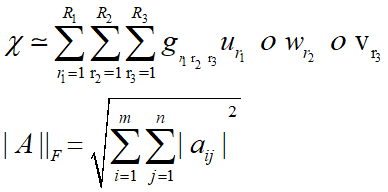 χ ≃ ∑_{r₁=1}^{R₁} ∑_{r₂=1}^{R₂} ∑_{r₃=1}^{R₃} g_{r₁ r₂ r₃} u_{r₁} o w_{r₂} o v_{r₃}
| A ||_F = √(∑_{i=1}^{m} ∑_{j=1}^{n} | a_{ij} |²)